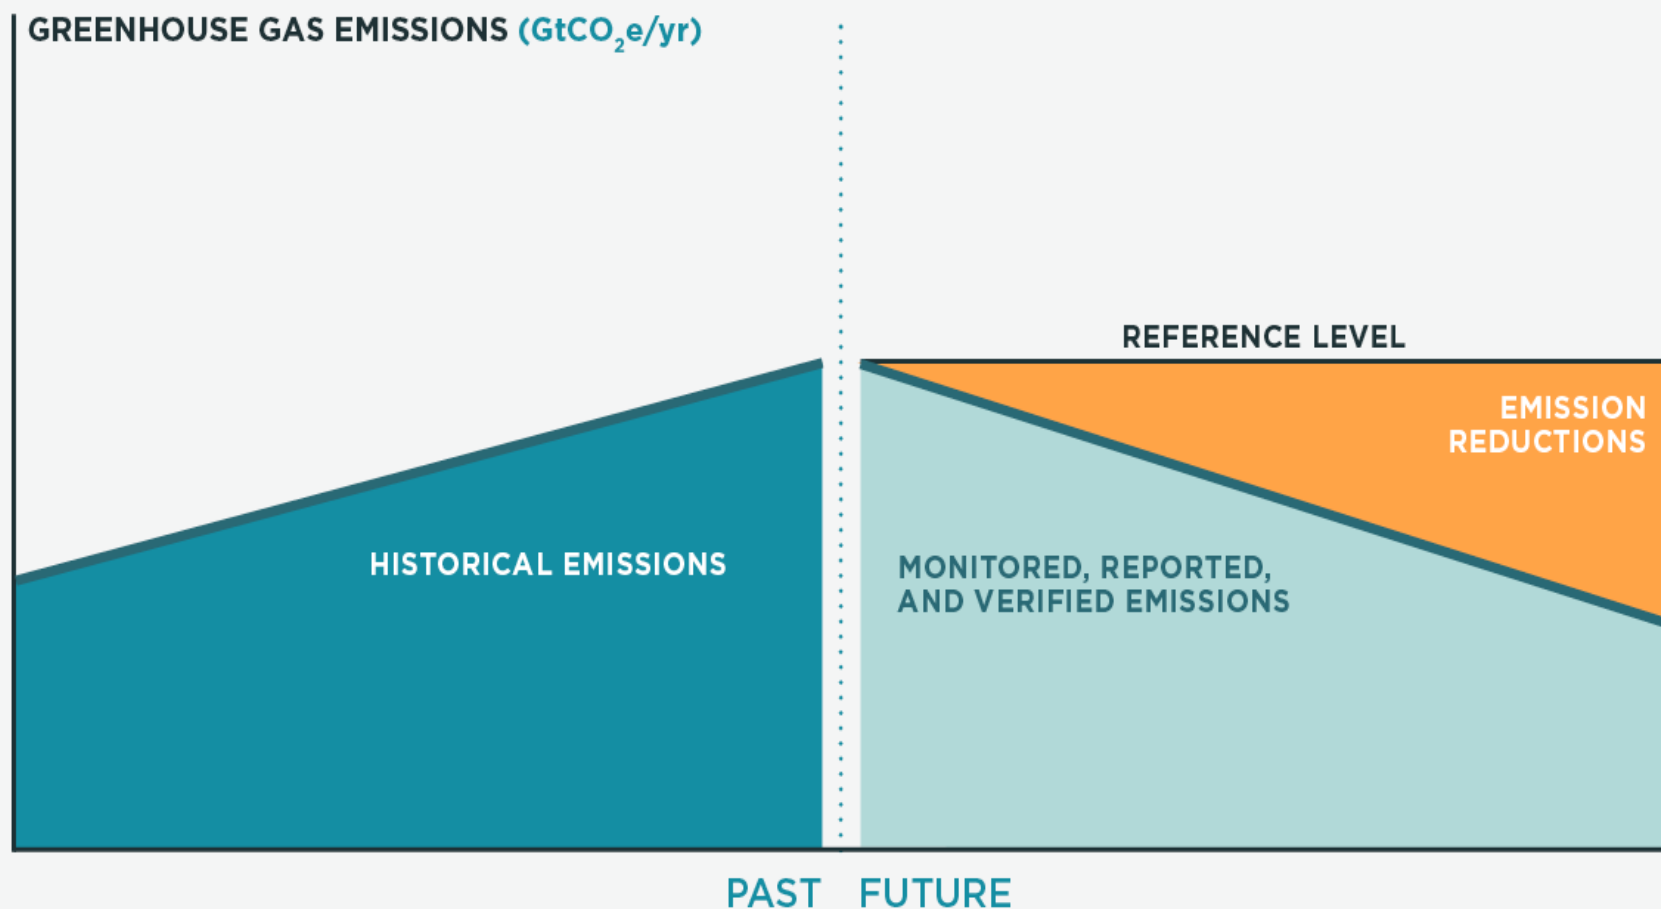 GREENHOUSE GAS EMISSIONS (GtCO₂e/yr)
REFERENCE LEVEL
EMISSION
REDUCTIONS
HISTORICAL EMISSIONS
MONITORED, REPORTED,
AND VERIFIED EMISSIONS
PAST FUTURE